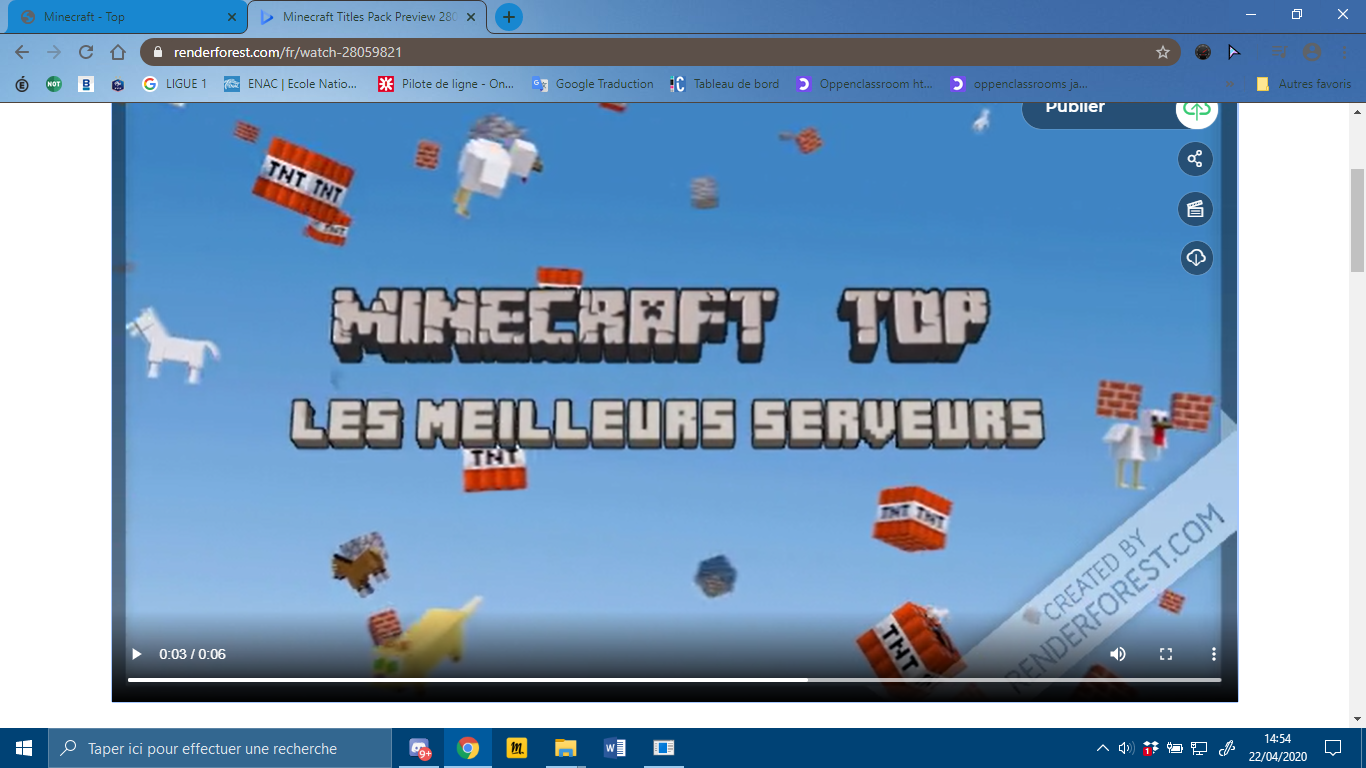 Minecraft - Top
Minecraft Titles Pack Preview 280
renderforest.com/fr/watch-28059821
É
NOT
B
LIGUE 1
ENAC | Ecole Natio...
Pilote de ligne - On...
Google Traduction
Tableau de bord
Oppenclassroom ht...
oppenclassrooms ja...
Autres favoris
Publier
TNT TNT
TNT
MINECRAFT TOP
LES MEILLEURS SERVEURS
TNT
TNT TNT
CREATED BY
RENDERFOREST.COM
TNT
0:03 / 0:06
Taper ici pour effectuer une recherche
9+
m.
W
1
14:54
22/04/2020